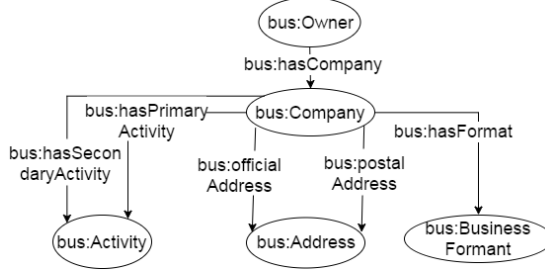 bus:Owner
bus:hasCompany
bus:Company
bus:hasPrimary
Activity
bus:hasFormat
bus:hasSecon
daryActivity
bus:official
Address
bus:postal
Address
bus:Activity
bus:Address
bus:Business
Formant